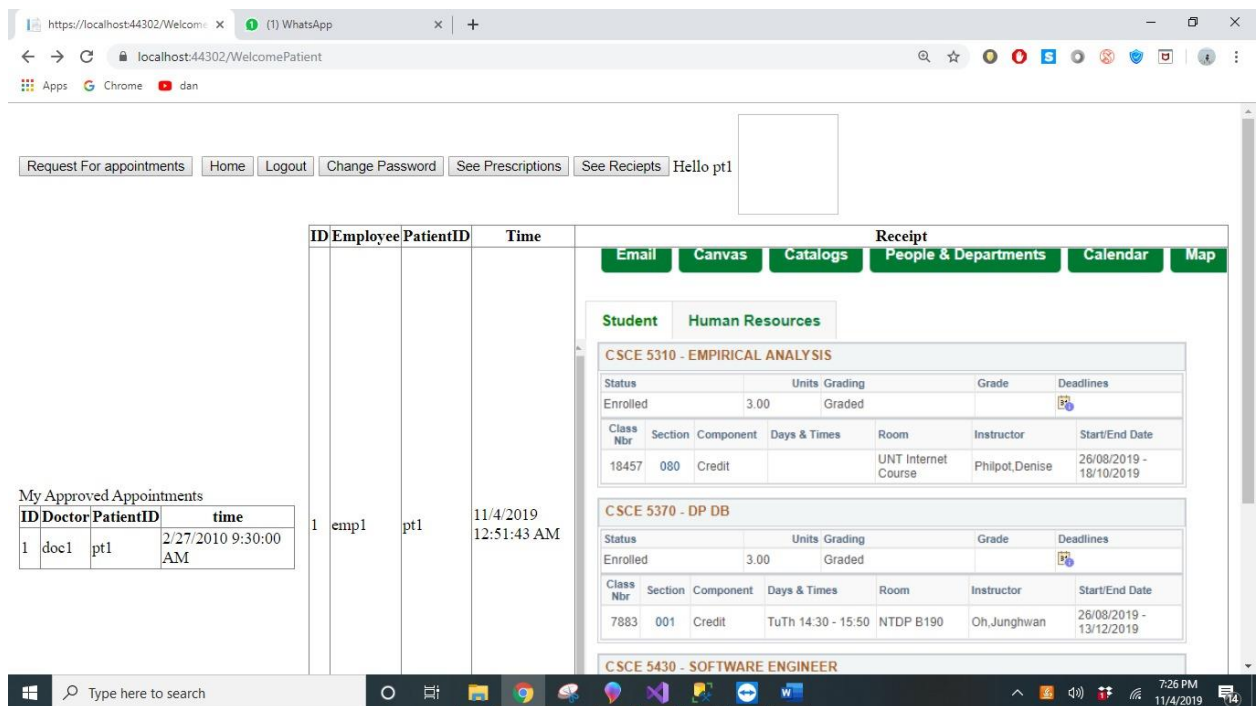 https://localhost:44302/Welcome
(1) WhatsApp
localhost:44302/WelcomePatient
Apps Chrome dan
Request For appointments Home Logout Change Password See Prescriptions See Reciepts Hello pt1
ID Employee PatientID Time Receipt
Email Canvas Catalogs People & Departments Calendar Map
Student Human Resources
CSCE 5310 - EMPIRICAL ANALYSIS
Status Units Grading Grade Deadlines
Enrolled 3.00 Graded
Class Nbr Section Component Days & Times Room Instructor Start/End Date
18457 080 Credit UNT Internet Course Philpot,Denise 26/08/2019 - 18/10/2019
My Approved Appointments
ID Doctor PatientID time
1 doc1 pt1 2/27/2010 9:30:00 AM
1 emp1 pt1 11/4/2019 12:51:43 AM
CSCE 5370 - DP DB
Status Units Grading Grade Deadlines
Enrolled 3.00 Graded
Class Nbr Section Component Days & Times Room Instructor Start/End Date
7883 001 Credit TuTh 14:30 - 15:50 NTDP B190 Oh,Junghwan 26/08/2019 - 13/12/2019
CSCE 5430 - SOFTWARE ENGINEER
Type here to search
7:26 PM
11/4/2019
14